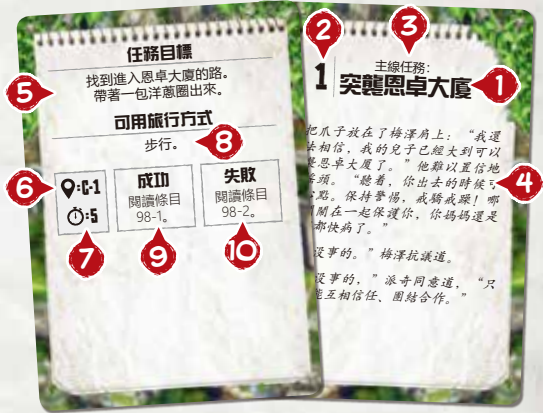 任務目標
找到進入恩卓大廈的路。
帶著一包洋蔥圈出來。
5
可用旅行方式
步行。
8
6
:C-1
:5
7
成功
閱讀條目
98-1。
9
失敗
閱讀條目
98-2。
10
2
3
1
主線任務：
突襲恩卓大廈
1
把爪子放在了梅澤肩上：“我還
去相信，我的兒子已經大到可以
襲恩卓大廈了。”他難以置信地
搖頭。“聽着，你出去的時候
點。保持警惕，戒驕戒躁！哪
鬧在一起保護你，你媽媽還是
都快病了。”
4
沒事的。”梅澤抗議道。
沒事的，”派奇同意道，“只
能互相信任、團結合作。”